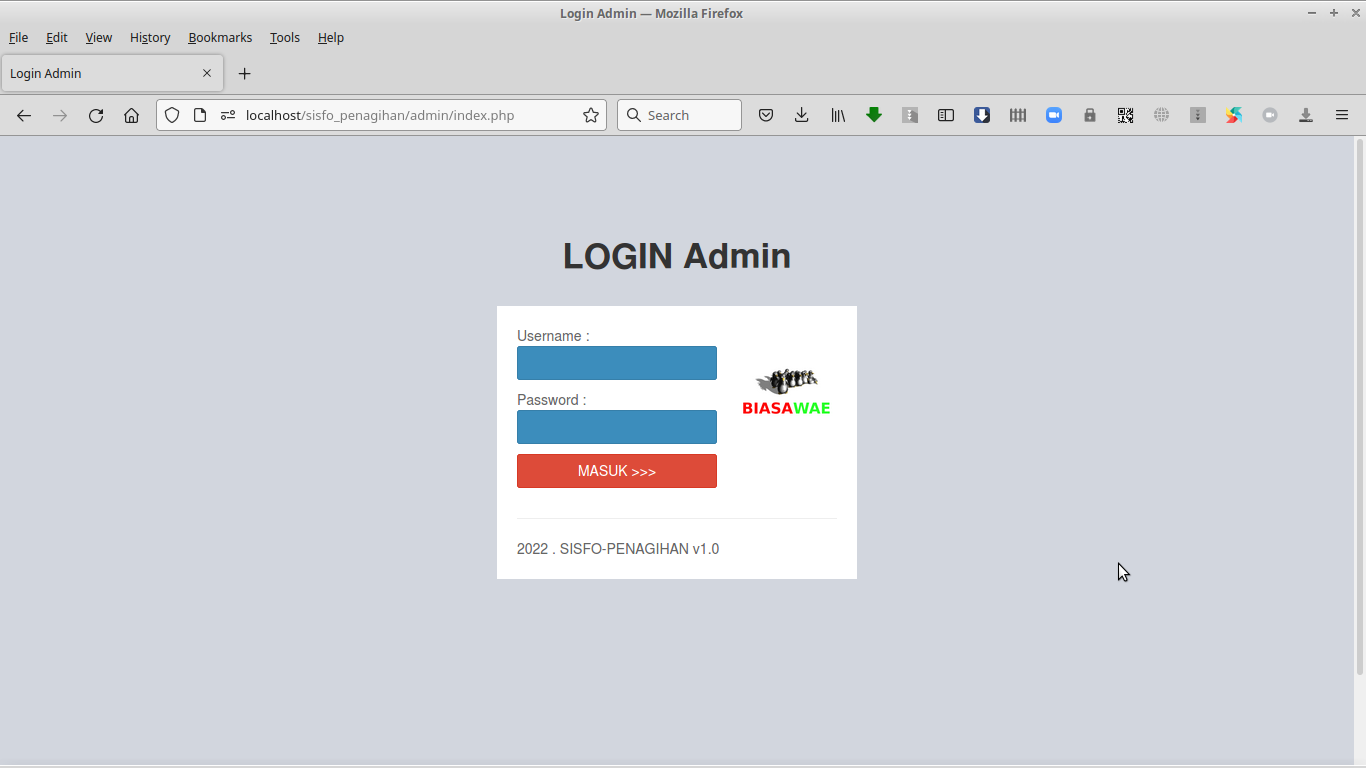 Login Admin — Mozilla Firefox
File Edit View History Bookmarks Tools Help
Login Admin
localhost/sisfo_penagihan/admin/index.php
Search
LOGIN Admin
Username :
BIASAWAE
Password :
MASUK >>>
2022 . SISFO-PENAGIHAN v1.0